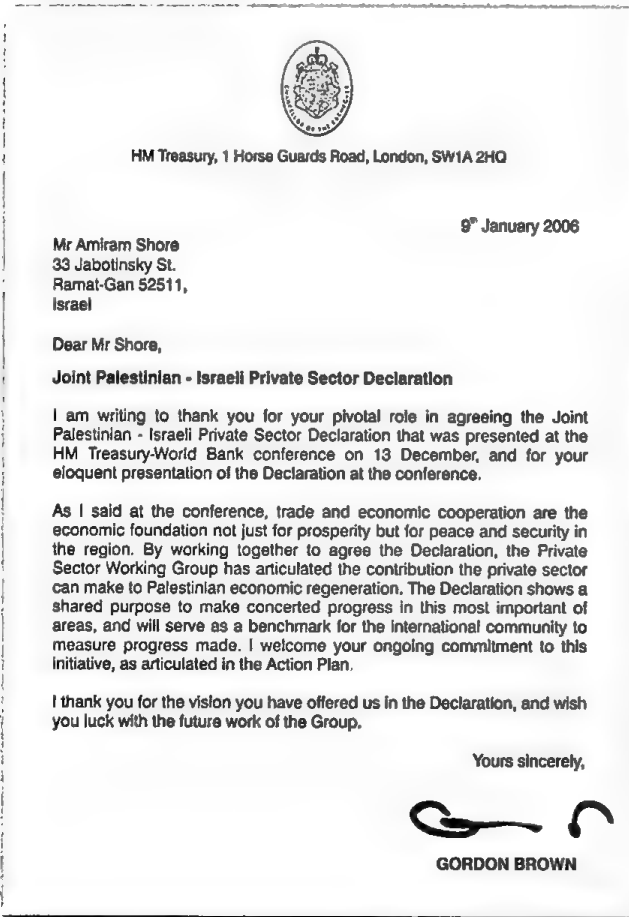 CHANCELLOR OF THE EXCHEQUER
HM Treasury, 1 Horse Guards Road, London, SW1A 2HQ
9th January 2006
Mr Amiram Shore
33 Jabotinsky St.
Ramat-Gan 52511,
Israel
Dear Mr Shore,
Joint Palestinian - Israeli Private Sector Declaration
I am writing to thank you for your pivotal role in agreeing the Joint
Palestinian - Israeli Private Sector Declaration that was presented at the
HM Treasury-World Bank conference on 13 December, and for your
eloquent presentation of the Declaration at the conference.
As I said at the conference, trade and economic cooperation are the
economic foundation not just for prosperity but for peace and security in
the region. By working together to agree the Declaration, the Private
Sector Working Group has articulated the contribution the private sector
can make to Palestinian economic regeneration. The Declaration shows a
shared purpose to make concerted progress in this most important of
areas, and will serve as a benchmark for the international community to
measure progress made. I welcome your ongoing commitment to this
initiative, as articulated in the Action Plan.
I thank you for the vision you have offered us in the Declaration, and wish
you luck with the future work of the Group.
Yours sincerely,
GORDON BROWN